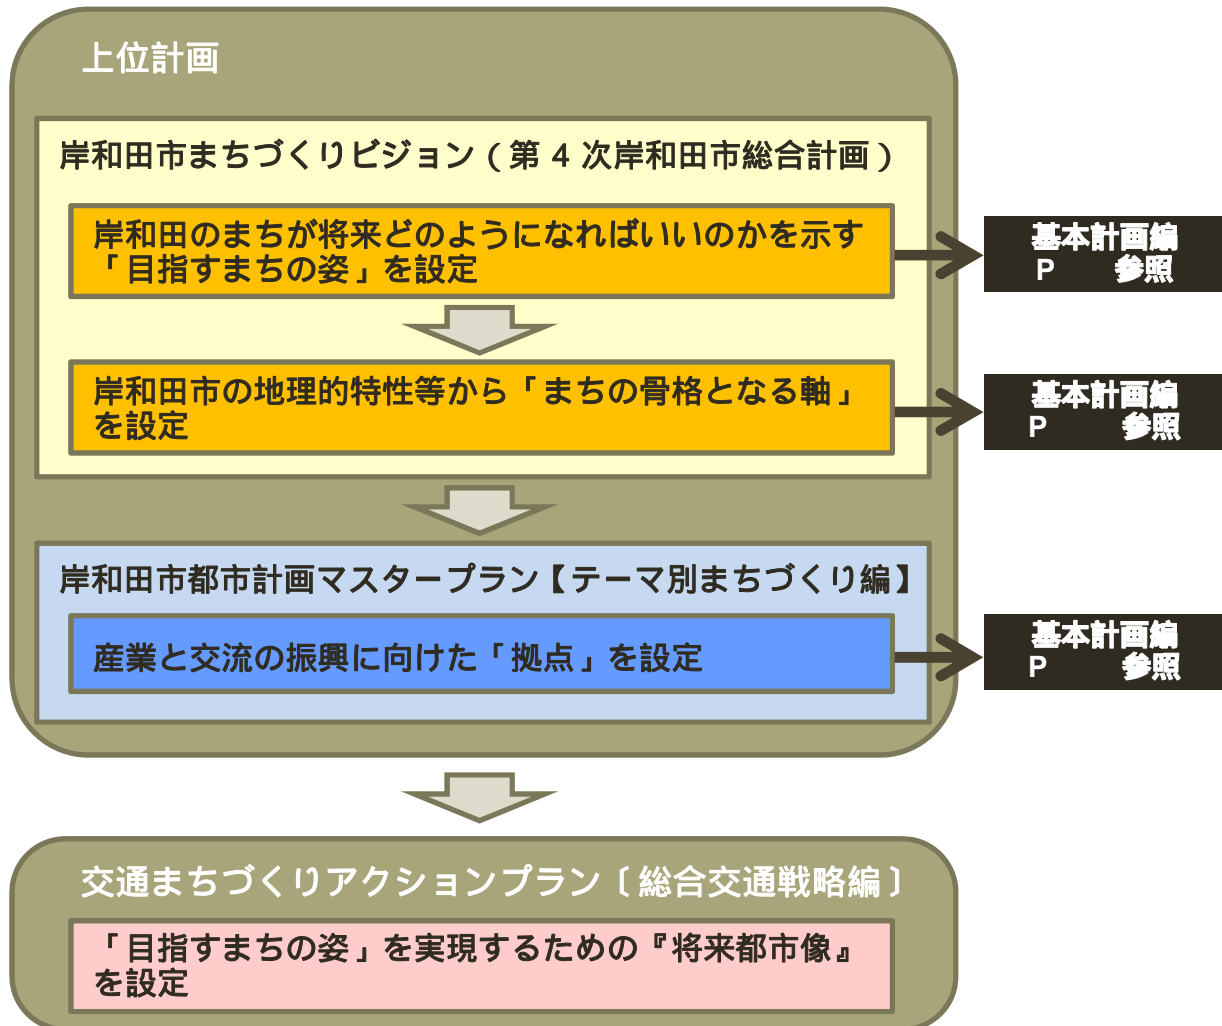 上位計画
岸和田市まちづくりビジョン(第4次岸和田市総合計画)
岸和田のまちが将来どのようになればいいのかを示す
「目指すまちの姿」を設定
基本計画編
P 参照
岸和田市の地理的特性等から「まちの骨格となる軸」
を設定
基本計画編
P 参照
岸和田市都市計画マスタープラン【テーマ別まちづくり編】
産業と交流の振興に向けた「拠点」を設定
基本計画編
P 参照
交通まちづくりアクションプラン〔総合交通戦略編〕
「目指すまちの姿」を実現するための『将来都市像』
を設定